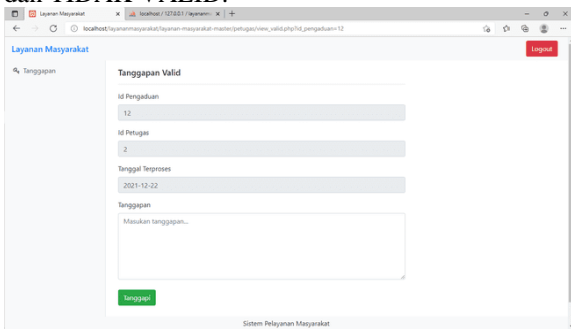 dan TIDAK VALID.
Layanan Masyarakat
localhost / 127.0.0.1 / layananm
localhost/layananmasyarakat/layanan-masyarakat-master/petugas/view_valid.php?id_pengaduan=12
Layanan Masyarakat
Logout
Tanggapan
Tanggapan Valid
Id Pengaduan
12
Id Petugas
2
Tanggal Terproses
2021-12-22
Tanggapan
Masukan tanggapan...
Tanggapi
Sistem Pelayanan Masyarakat